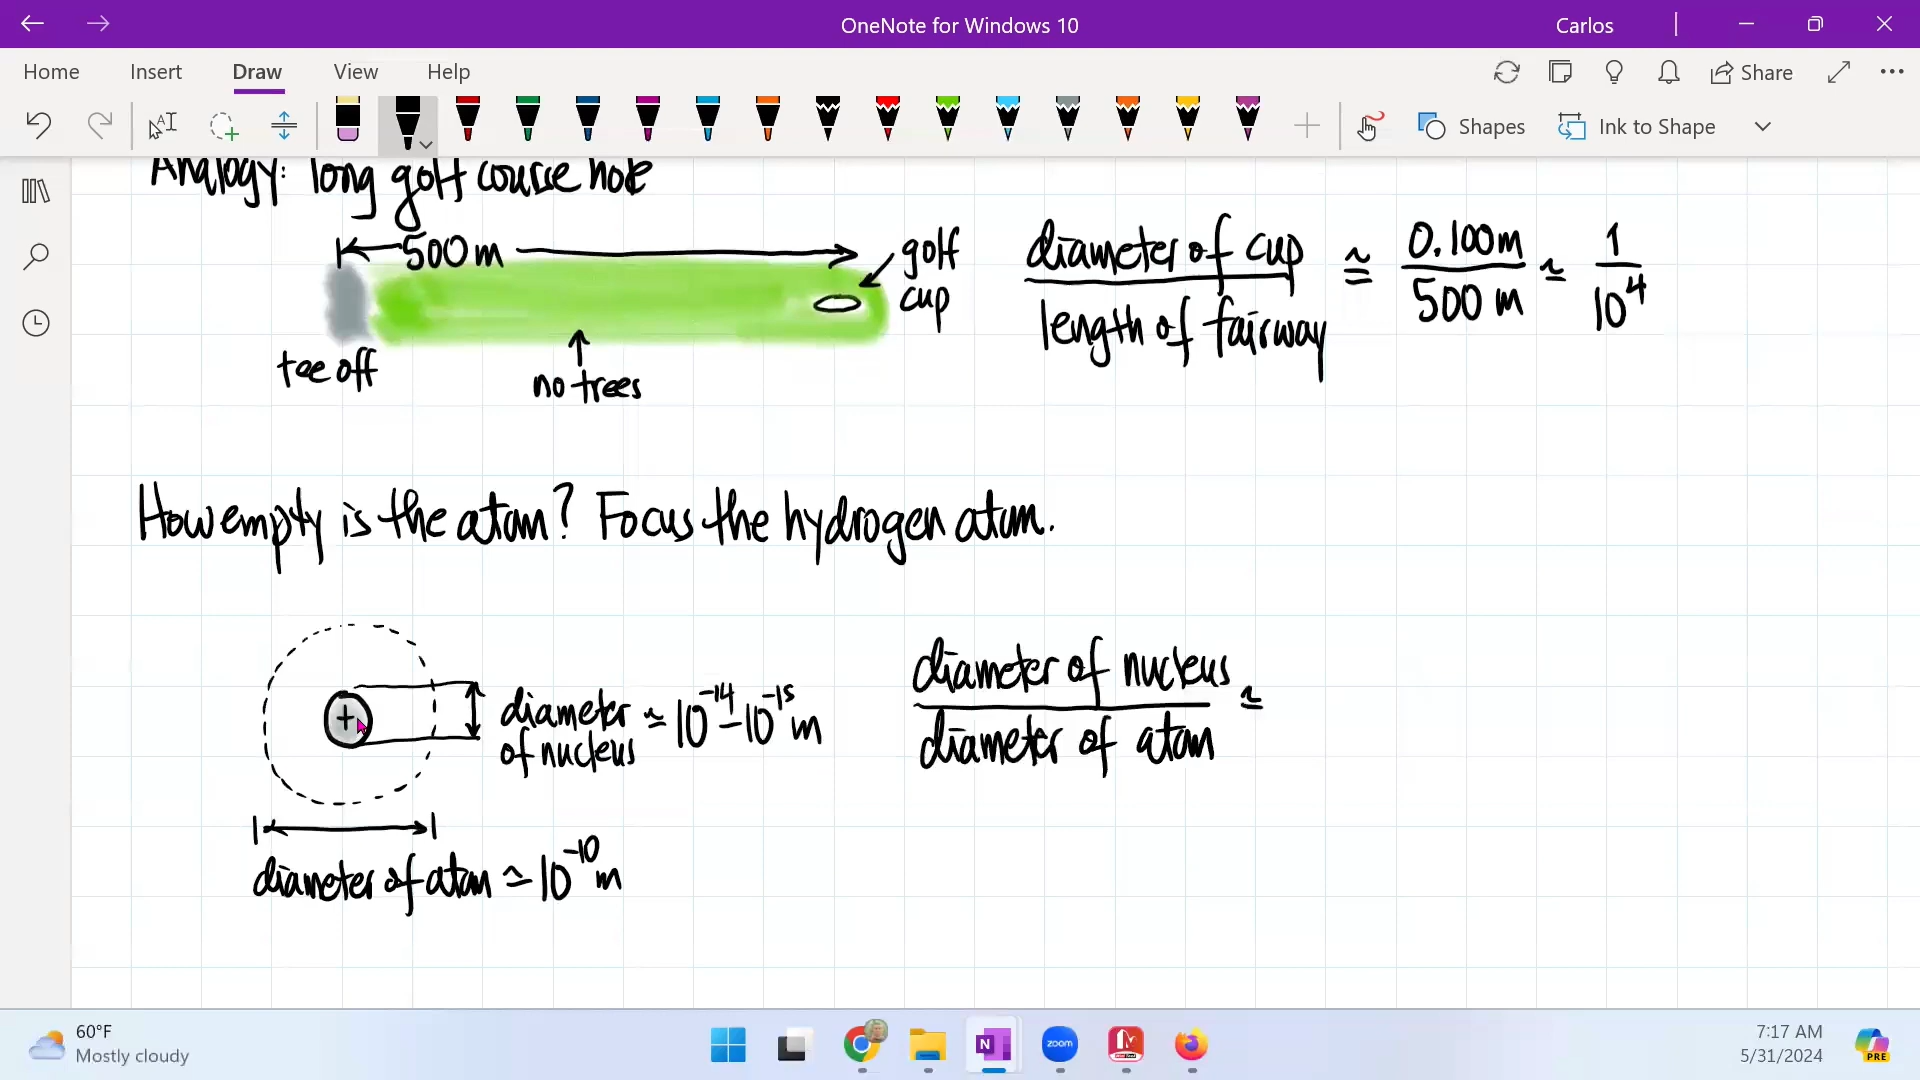 OneNote for Windows 10
Carlos
Home Insert Draw View Help
Share
Shapes
Ink to Shape
Analogy: long golf course hole
500 m
golf cup
tee off
no trees
diameter of cup / length of fairway ≅ 0.100m / 500 m ≈ 1 / 10^4
How empty is the atom? Focus the hydrogen atom.
+
diameter of nucleus ≈ 10^-14 – 10^-15 m
diameter of nucleus / diameter of atom ≈
diameter of atom ≃ 10^-10 m
60°F
Mostly cloudy
zoom
N
PRE
7:17 AM
5/31/2024